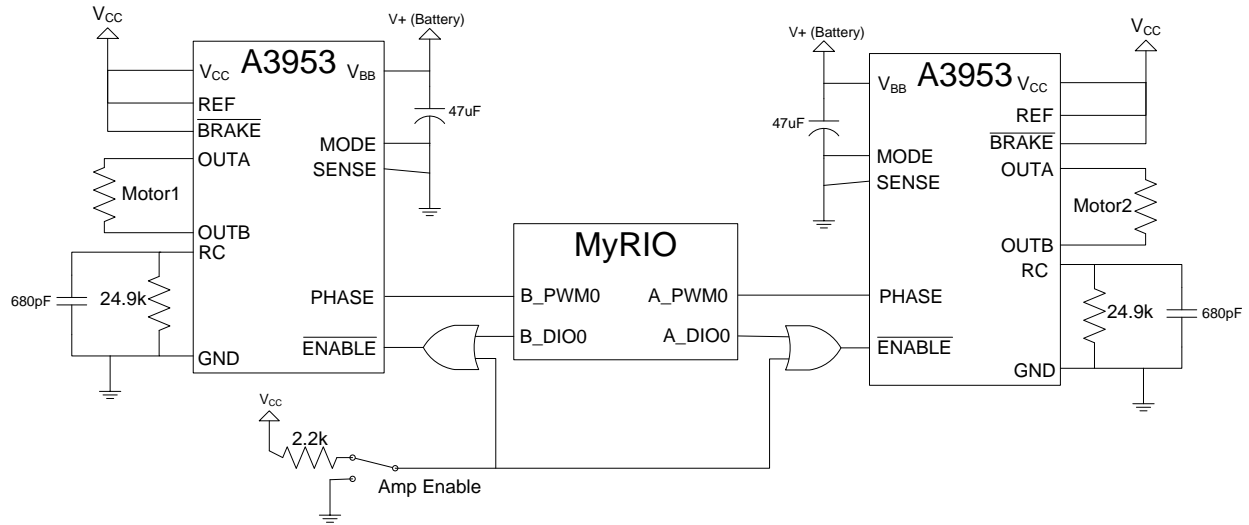 VCC
V+ (Battery)
A3953
VCC
VBB
REF
BRAKE
47uF
MODE
OUTA
SENSE
Motor1
OUTB
RC
680pF
24.9k
PHASE
ENABLE
GND
MyRIO
B_PWM0
A_PWM0
B_DIO0
A_DIO0
V+ (Battery)
VCC
A3953
VBB
VCC
REF
47uF
BRAKE
MODE
OUTA
SENSE
Motor2
OUTB
RC
PHASE
24.9k
680pF
ENABLE
GND
VCC
2.2k
Amp Enable